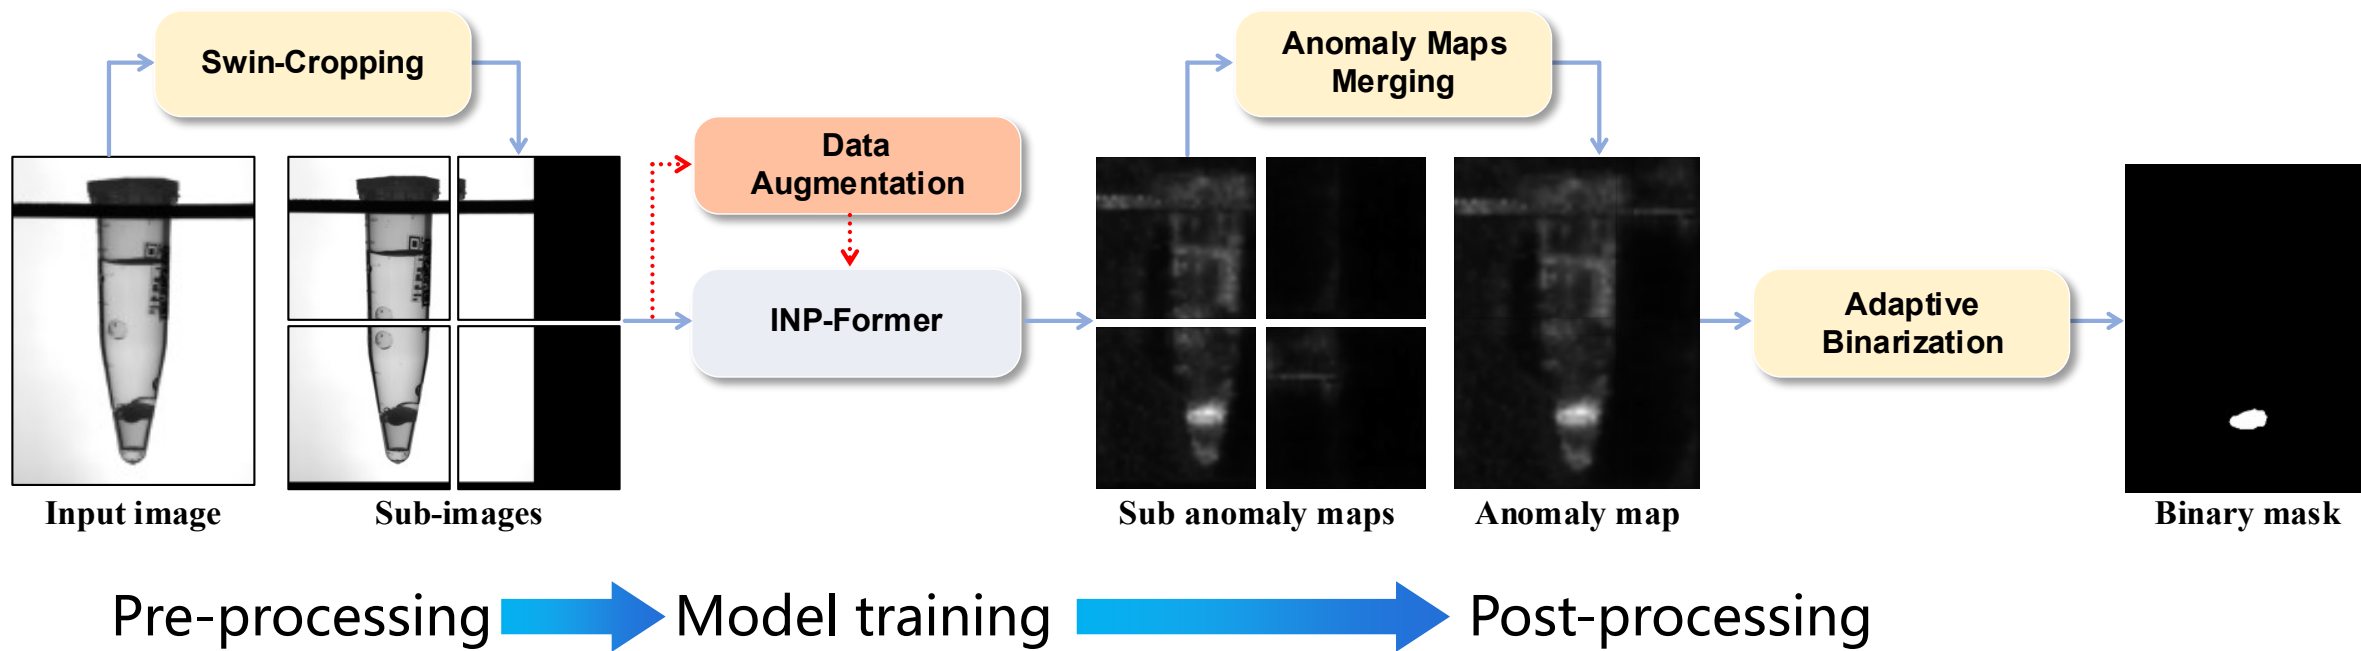 Swin-Cropping
Anomaly Maps
Merging
Data
Augmentation
INP-Former
Adaptive
Binarization
Input image
Sub-images
Sub anomaly maps
Anomaly map
Binary mask
Pre-processing
Model training
Post-processing